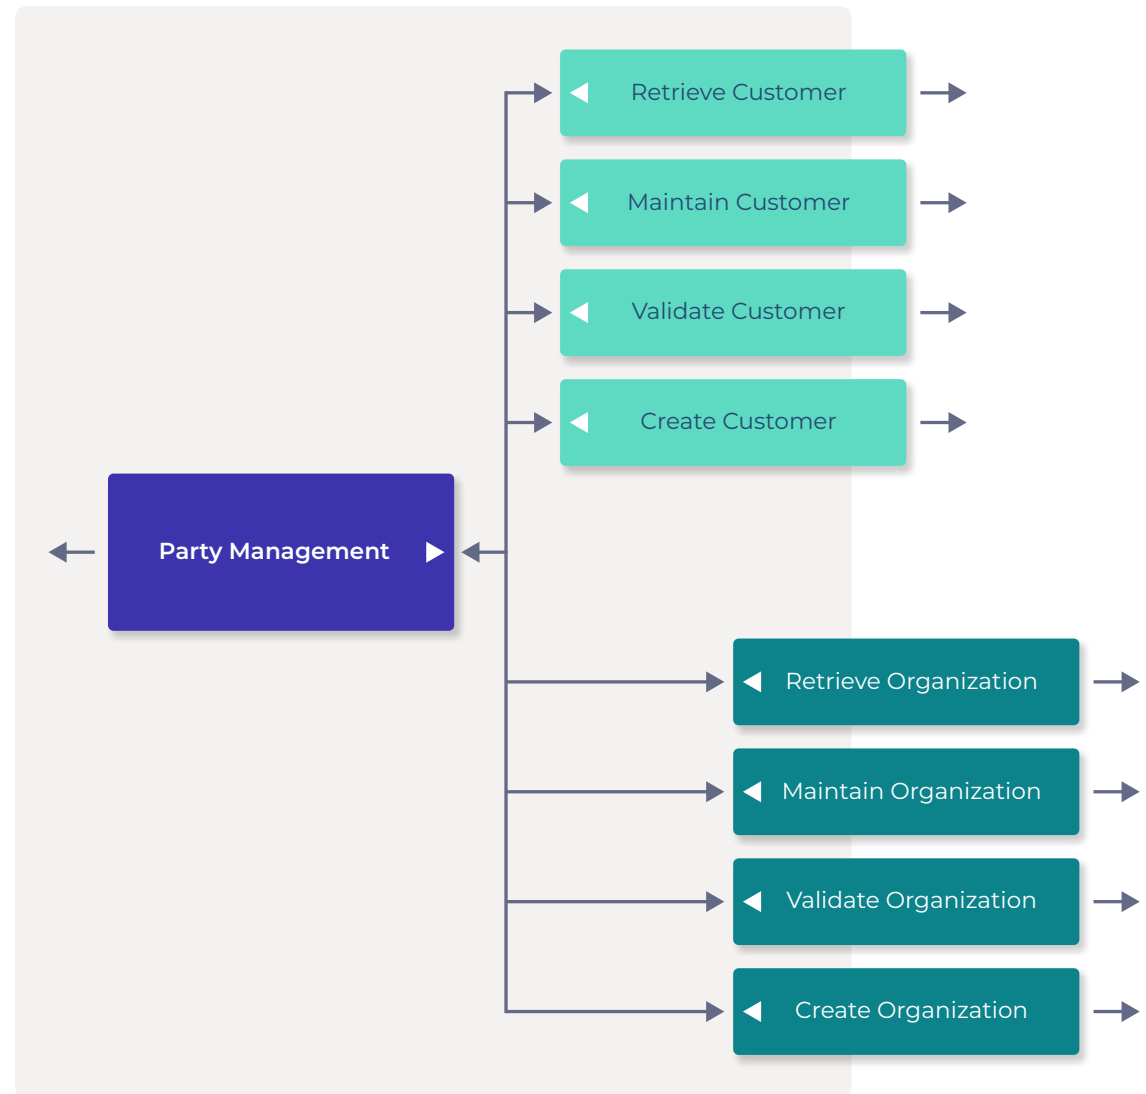 Retrieve Customer
Maintain Customer
Validate Customer
Create Customer
Party Management
Retrieve Organization
Maintain Organization
Validate Organization
Create Organization